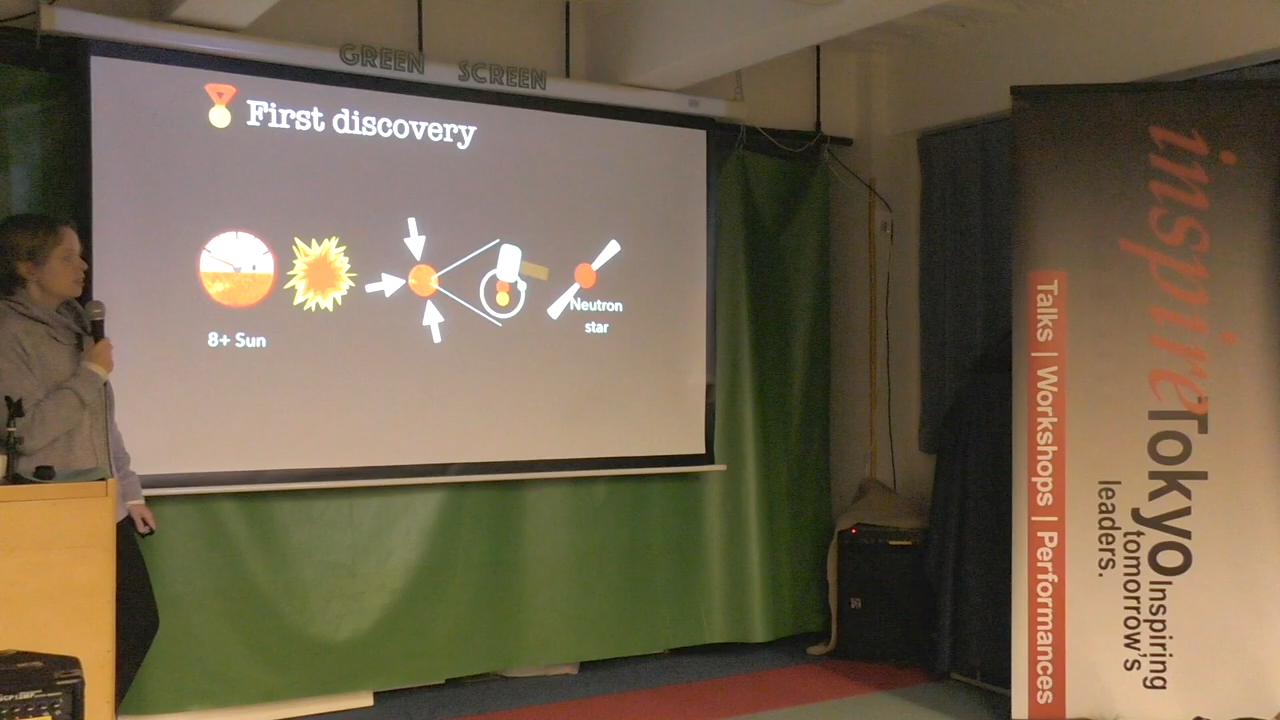 GREEN SCREEN
First discovery
8+ Sun
Neutron
star
inspireTokyo
Inspiring
tomorrow's
leaders.
Talks | Workshops | Performances